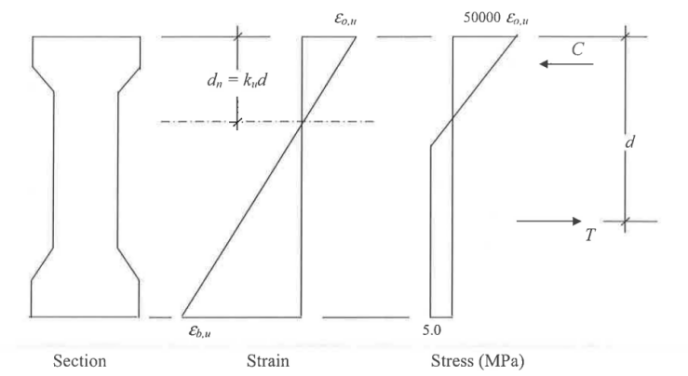 εo,u
50000 εo,u
C
dn = kud
d
T
εb,u
5.0
Section
Strain
Stress (MPa)